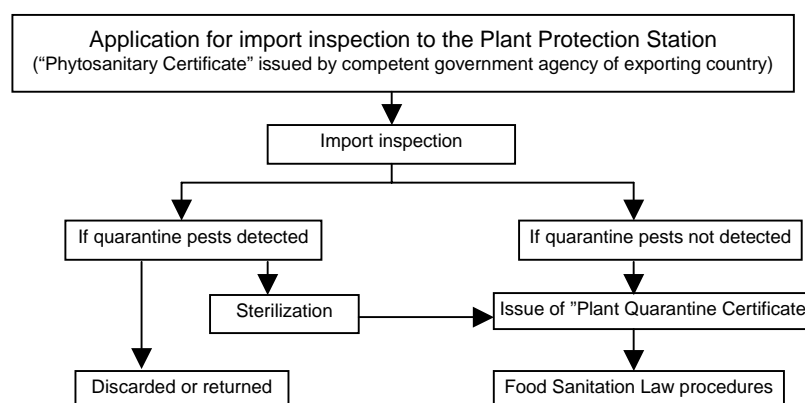 Application for import inspection to the Plant Protection Station
(“Phytosanitary Certificate” issued by competent government agency of exporting country)
Import inspection
If quarantine pests detected
If quarantine pests not detected
Sterilization
Issue of ”Plant Quarantine Certificate
Discarded or returned
Food Sanitation Law procedures